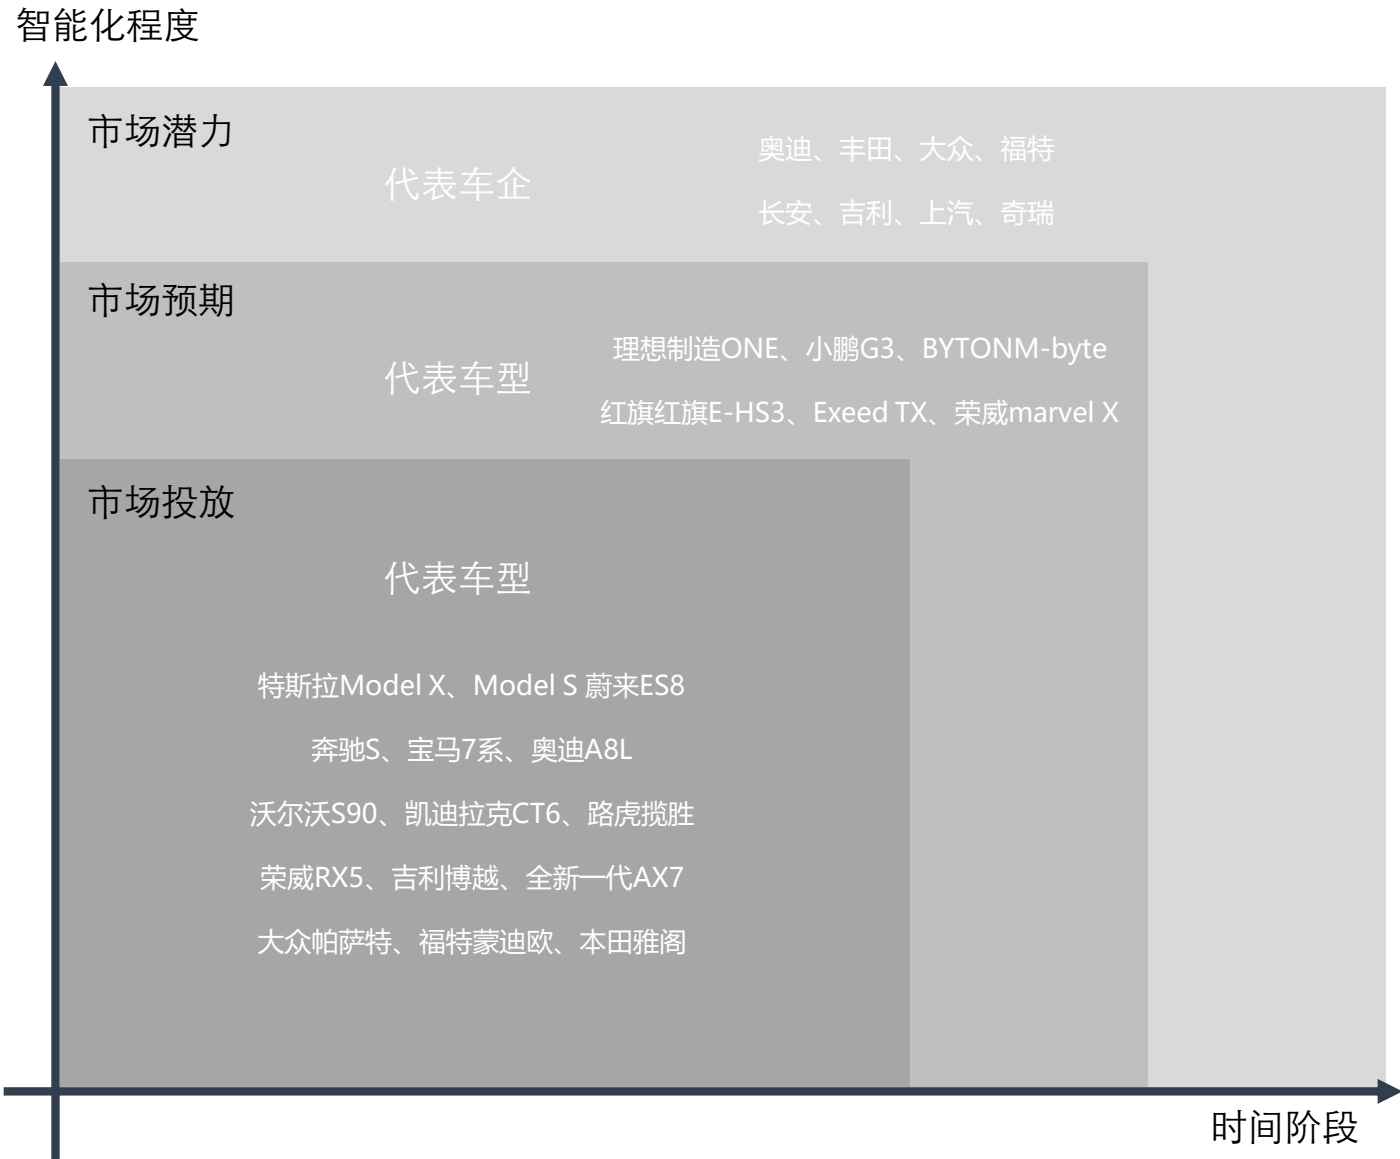 智能化程度
市场潜力
代表车企
奥迪、丰田、大众、福特
长安、吉利、上汽、奇瑞
市场预期
代表车型
理想制造ONE、小鹏G3、BYTONM-byte
红旗红旗E-HS3、Exeed TX、荣威marvel X
市场投放
代表车型
特斯拉Model X、Model S 蔚来ES8
奔驰S、宝马7系、奥迪A8L
沃尔沃S90、凯迪拉克CT6、路虎揽胜
荣威RX5、吉利博越、全新一代AX7
大众帕萨特、福特蒙迪欧、本田雅阁
时间阶段